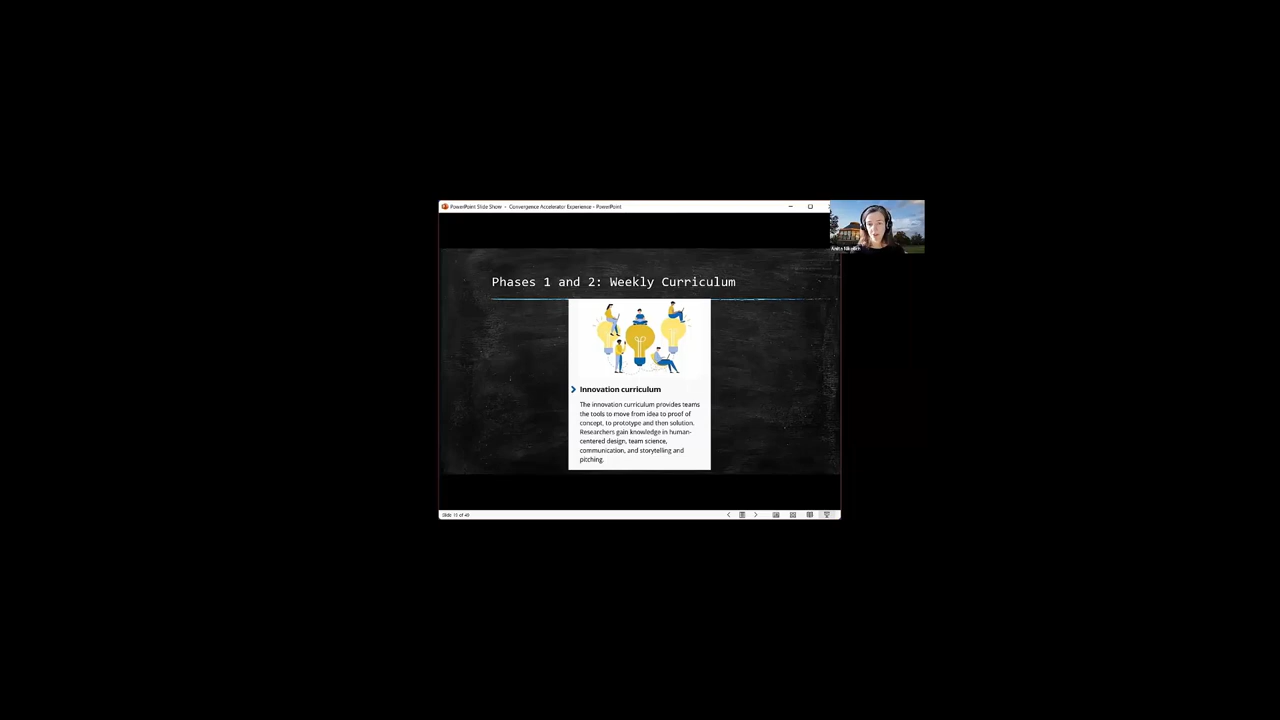 PowerPoint Slide Show - Convergence Accelerator Experience - PowerPoint
Phases 1 and 2: Weekly Curriculum
Innovation curriculum
The innovation curriculum provides teams
the tools to move from idea to proof of
concept, to prototype and then solution.
Researchers gain knowledge in human-
centered design, team science,
communication, and storytelling and
pitching.